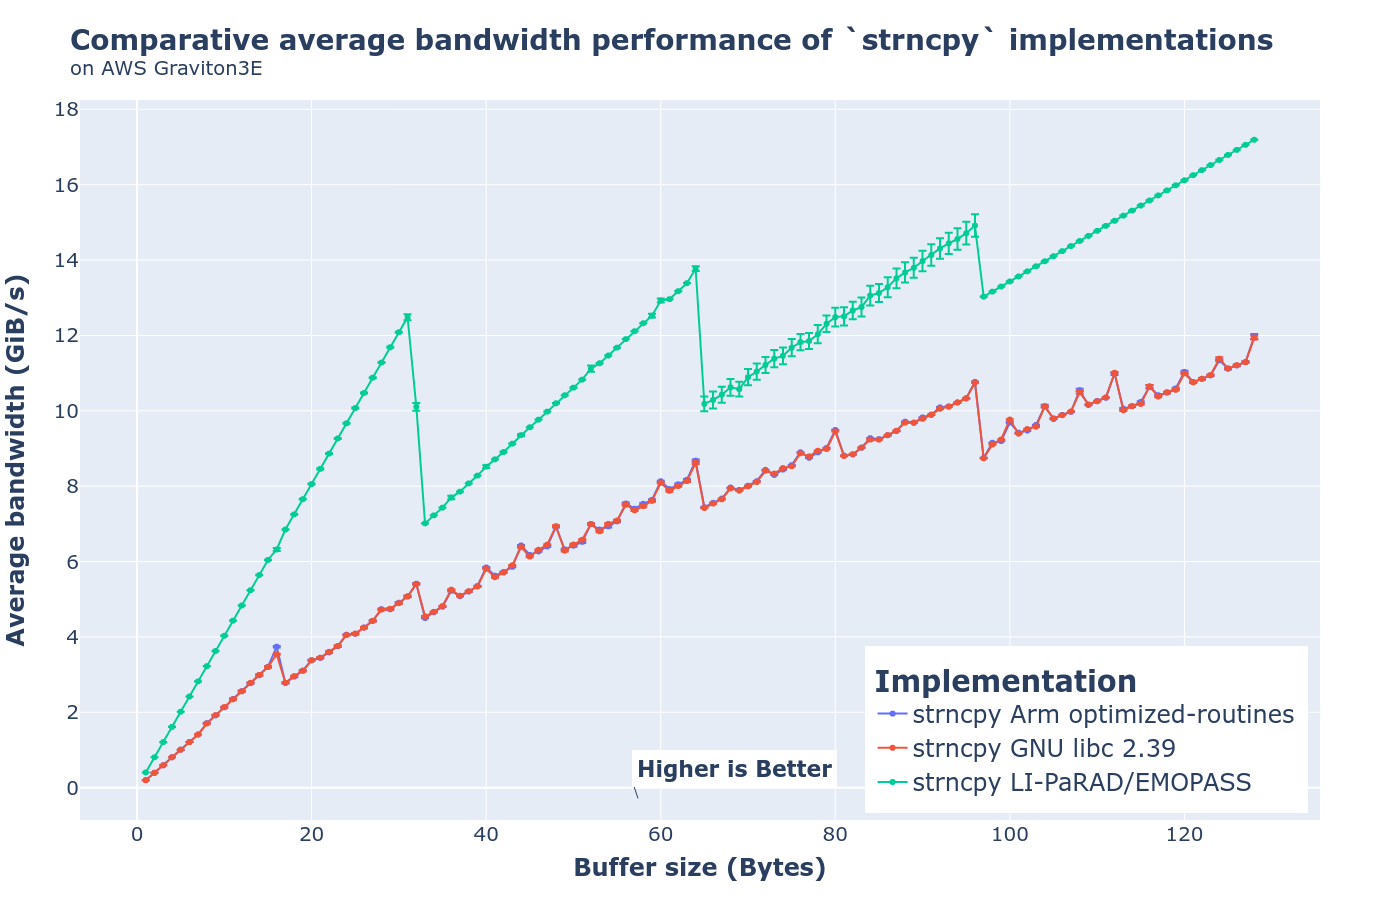 Comparative average bandwidth performance of `strncpy` implementations
on AWS Graviton3E
Average bandwidth (GiB/s)
18
16
14
12
10
8
6
4
2
0
Implementation
strncpy Arm optimized-routines
strncpy GNU libc 2.39
strncpy LI-PaRAD/EMOPASS
Higher is Better
0 20 40 60 80 100 120
Buffer size (Bytes)